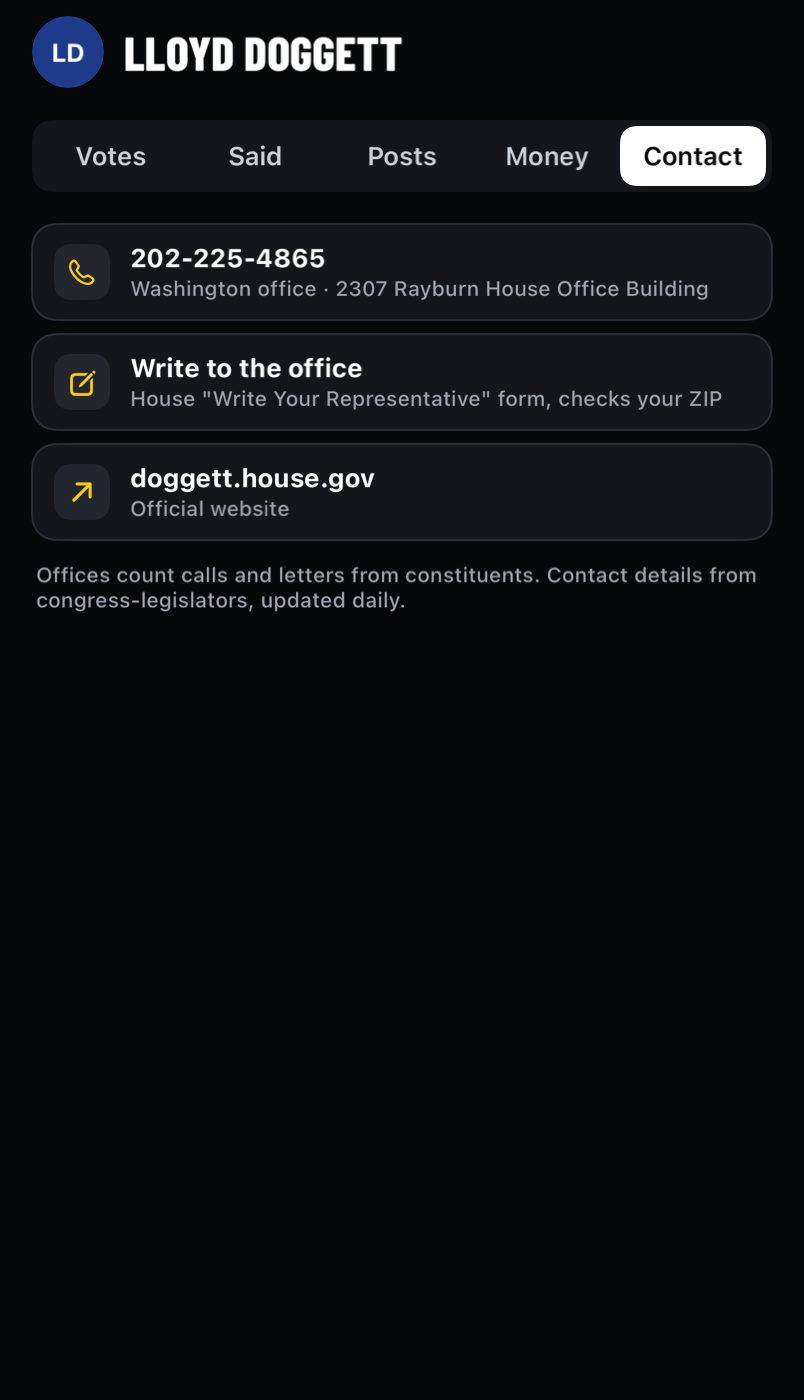 LD
LLOYD DOGGETT
Votes Said Posts Money Contact
202-225-4865
Washington office · 2307 Rayburn House Office Building
Write to the office
House "Write Your Representative" form, checks your ZIP
doggett.house.gov
Official website
Offices count calls and letters from constituents. Contact details from
congress-legislators, updated daily.